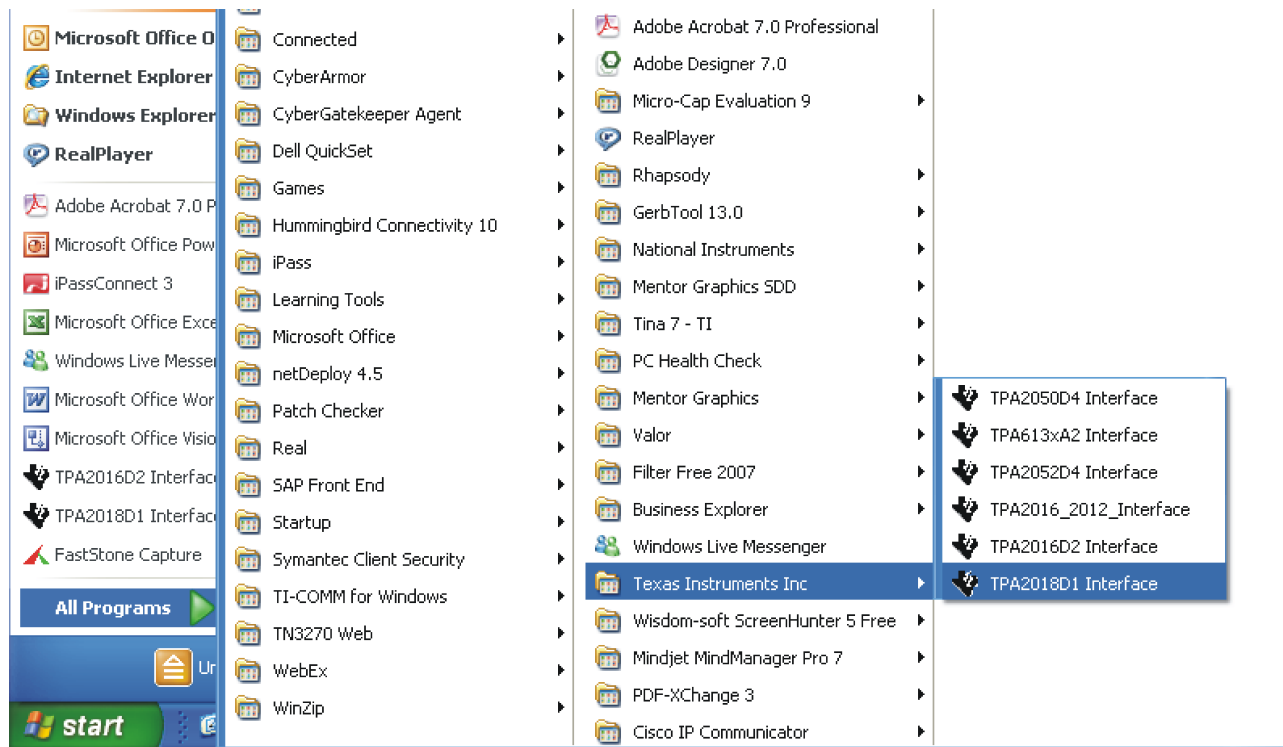 Microsoft Office O
Internet Explorer
Windows Explorer
RealPlayer
Adobe Acrobat 7.0 P
Microsoft Office Pow
iPassConnect 3
Microsoft Office Exce
Windows Live Messen
Microsoft Office Wor
Microsoft Office Visio
TPA2016D2 Interfac
TPA2018D1 Interfac
FastStone Capture
All Programs
Ur
start
Connected
CyberArmor
CyberGatekeeper Agent
Dell QuickSet
Games
Hummingbird Connectivity 10
iPass
Learning Tools
Microsoft Office
netDeploy 4.5
Patch Checker
Real
SAP Front End
Startup
Symantec Client Security
TI-COMM for Windows
TN3270 Web
WebEx
WinZip
Adobe Acrobat 7.0 Professional
Adobe Designer 7.0
Micro-Cap Evaluation 9
RealPlayer
Rhapsody
GerbTool 13.0
National Instruments
Mentor Graphics SDD
Tina 7 - TI
PC Health Check
Mentor Graphics
Valor
Filter Free 2007
Business Explorer
Windows Live Messenger
Texas Instruments Inc
Wisdom-soft ScreenHunter 5 Free
Mindjet MindManager Pro 7
PDF-XChange 3
Cisco IP Communicator
TPA2050D4 Interface
TPA613xA2 Interface
TPA2052D4 Interface
TPA2016_2012_Interface
TPA2016D2 Interface
TPA2018D1 Interface